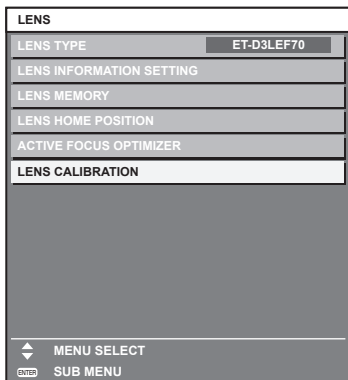 LENS
LENS TYPE ET-D3LEF70
LENS INFORMATION SETTING
LENS MEMORY
LENS HOME POSITION
ACTIVE FOCUS OPTIMIZER
LENS CALIBRATION
MENU SELECT
ENTER SUB MENU